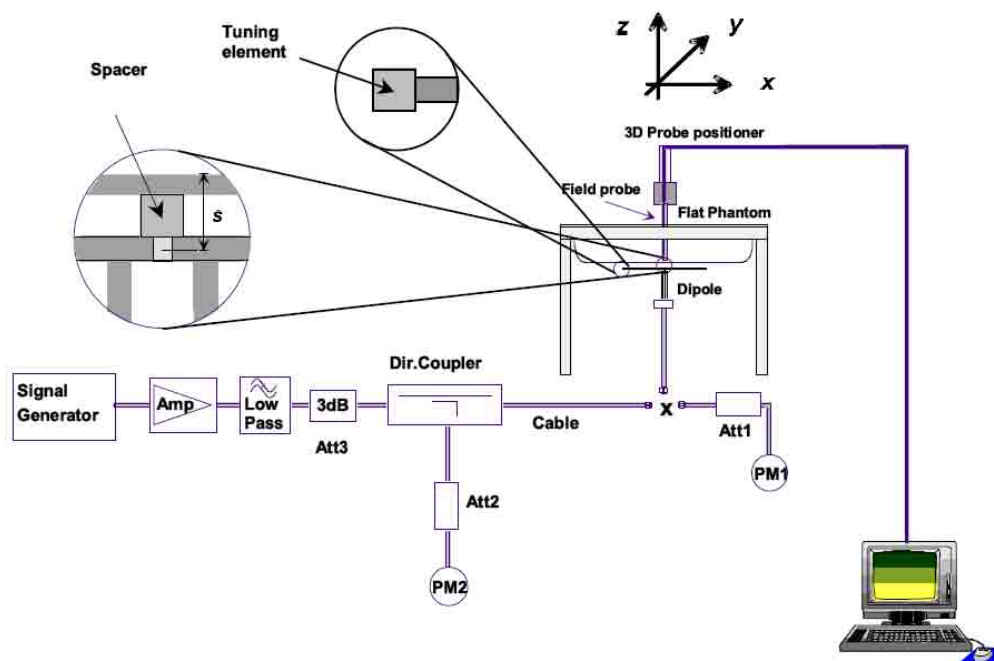 Tuning
element
Spacer
z
y
x
3D Probe positioner
s
Field probe
Flat Phantom
Dipole
Dir.Coupler
Signal
Generator
Amp
Low
Pass
3dB
Att3
Cable
x
Att1
PM1
Att2
PM2